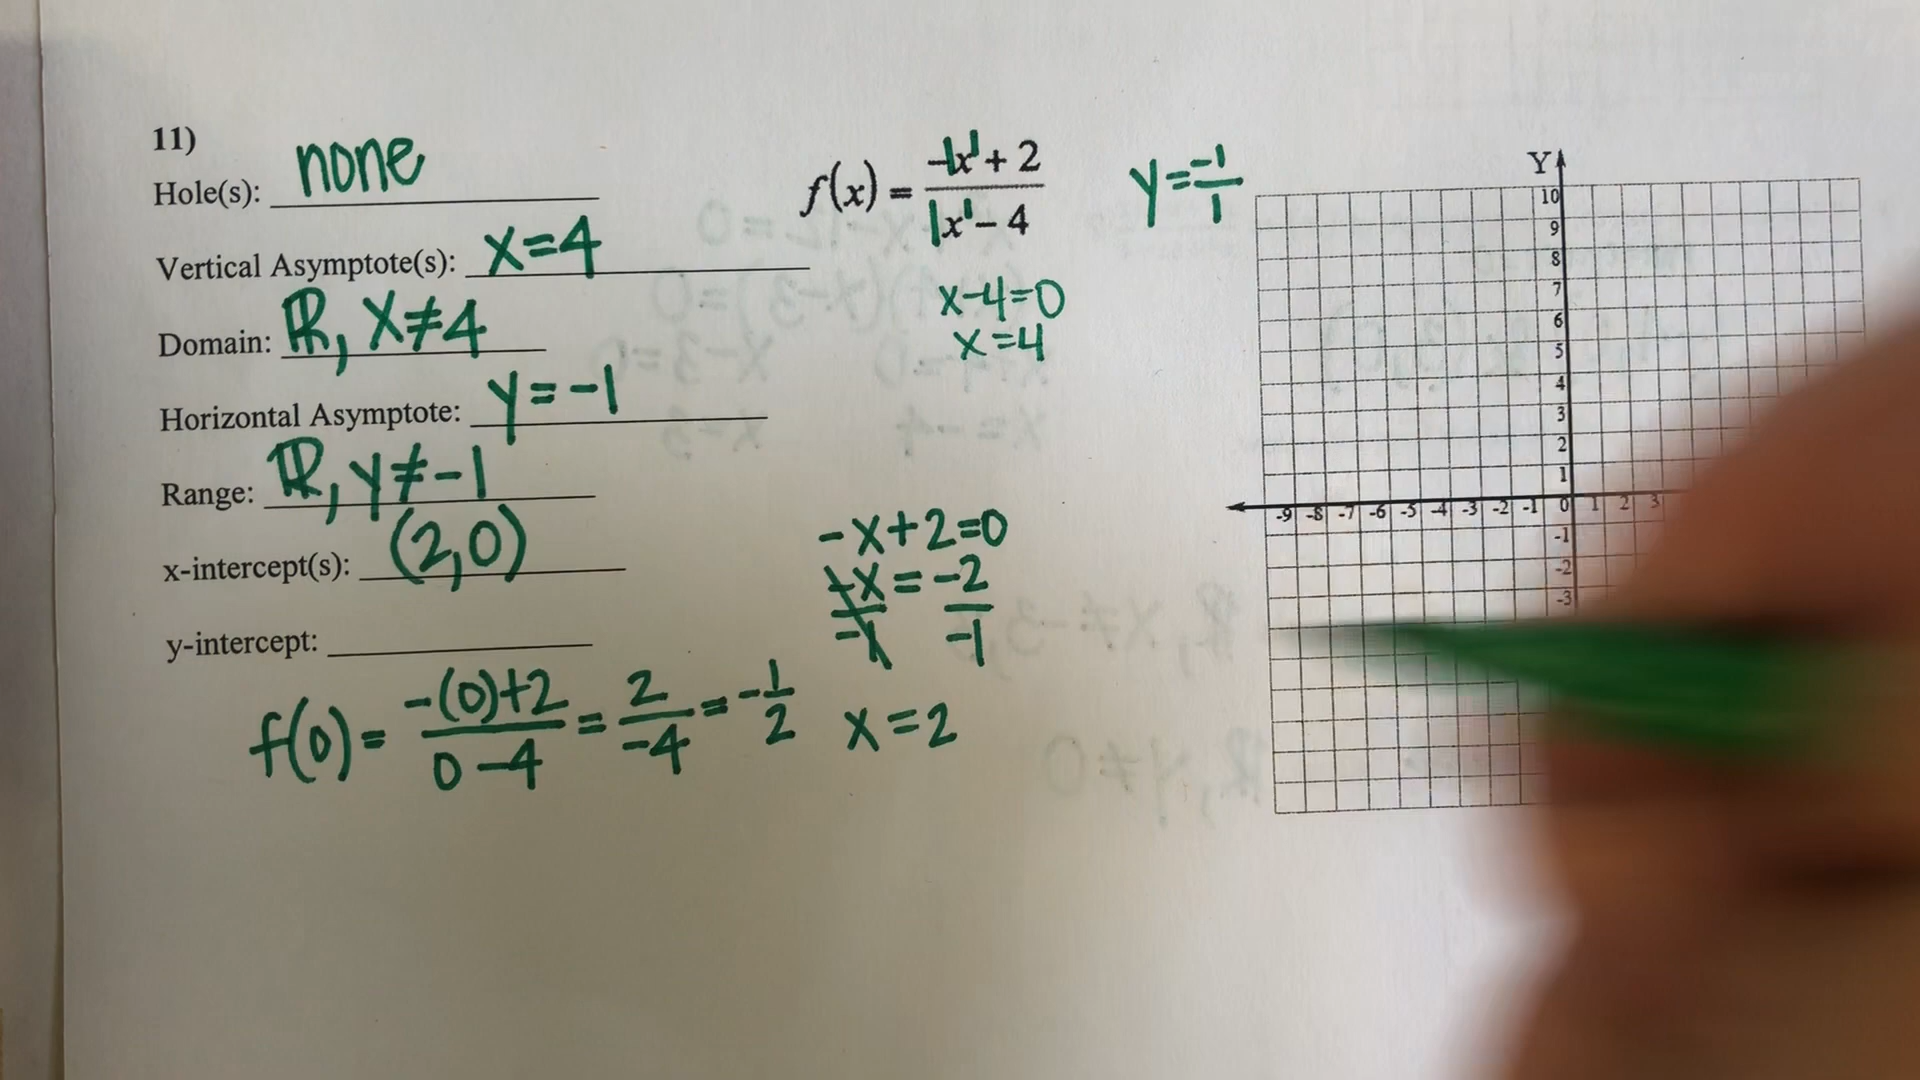 11)
Hole(s): none
Vertical Asymptote(s): x=4
Domain: ℝ, x≠4
Horizontal Asymptote: y=-1
Range: ℝ, y≠-1
x-intercept(s): (2,0)
y-intercept:
f(0)= -(0)+2 / 0-4 = 2/-4 = -1/2
f(x) = -1x¹ + 2 / 1x¹ - 4
y = -1/1
x-4=0
x=4
-x+2=0
-x/-1 = -2/-1
x=2
Y
10
9
8
7
6
5
4
3
2
1
-9 -8 -7 -6 -5 -4 -3 -2 -1 0 1 2 3
-1
-2
-3